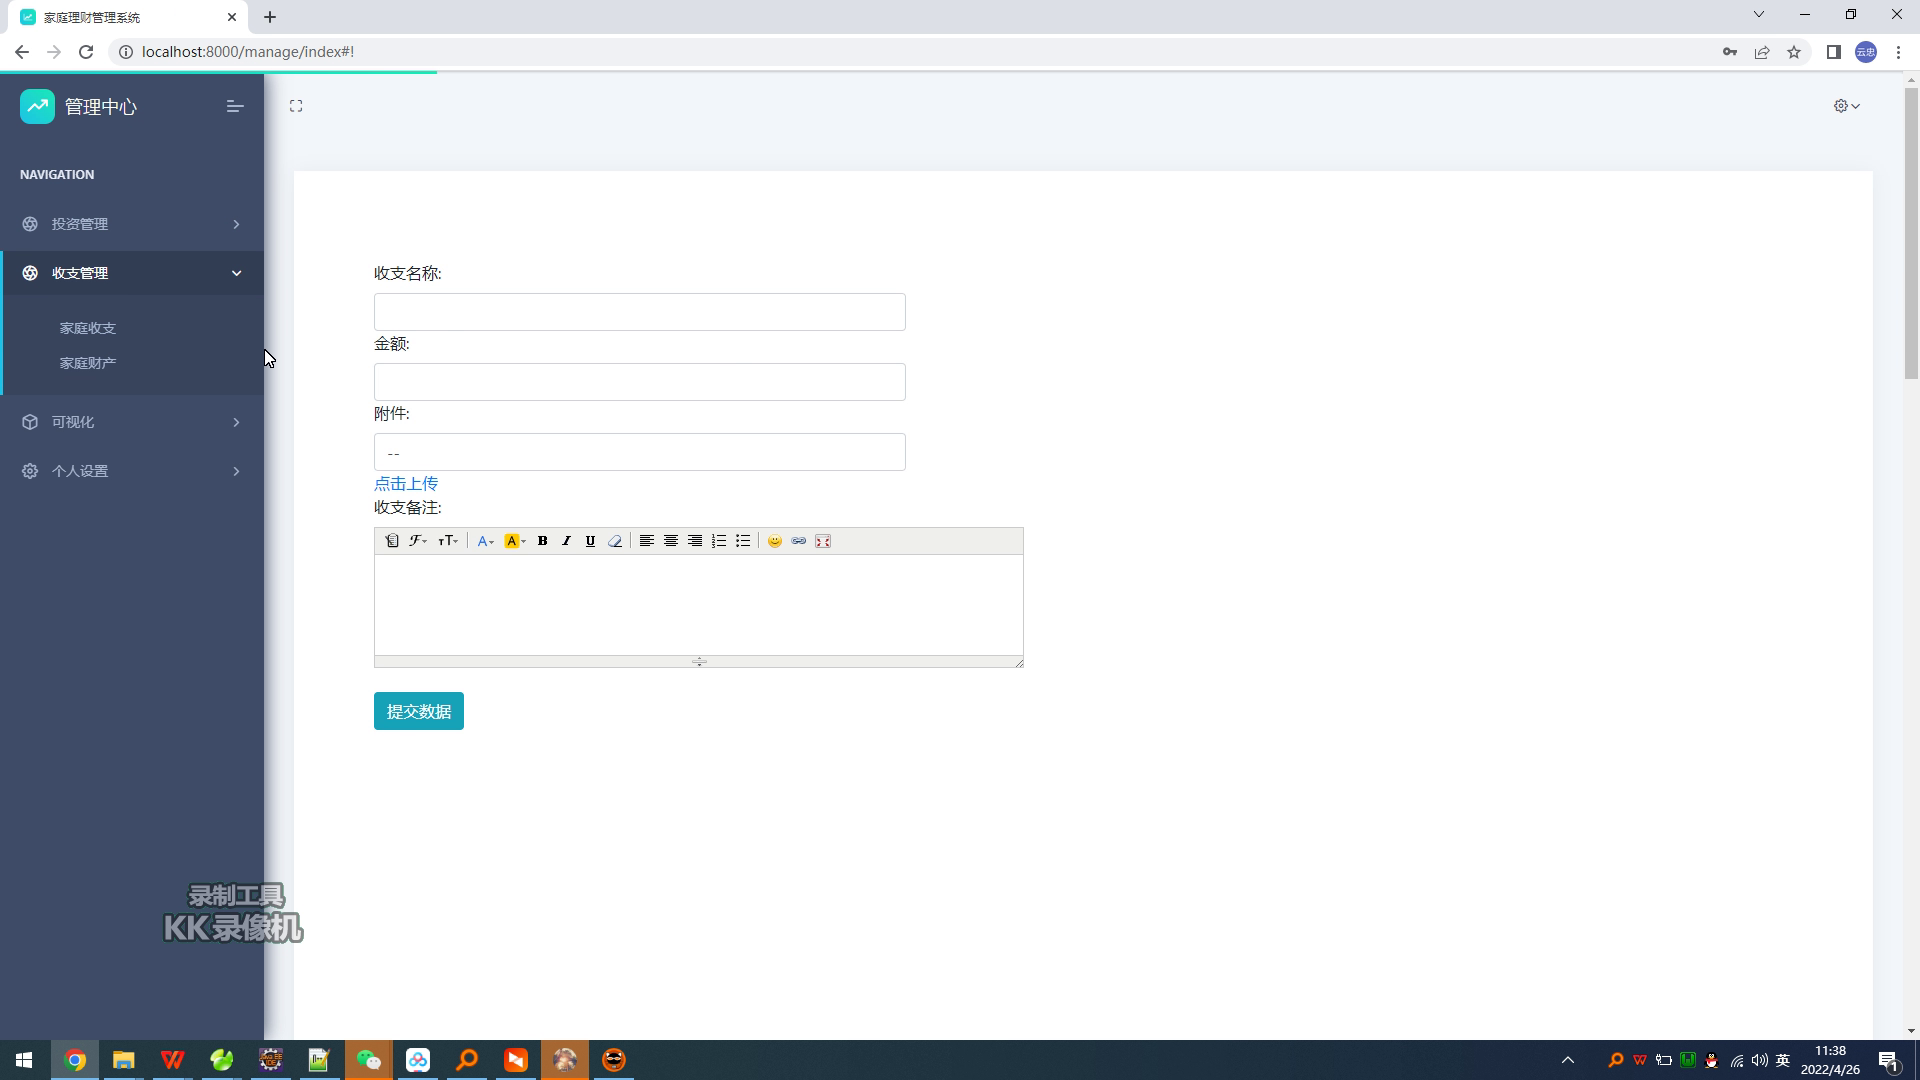 家庭理财管理系统
localhost:8000/manage/index#!
云忠
管理中心
NAVIGATION
投资管理
收支管理
家庭收支
家庭财产
可视化
个人设置
收支名称:
金额:
附件:
--
点击上传
收支备注:
提交数据
录制工具
KK录像机
英
11:38
2022/4/26
1